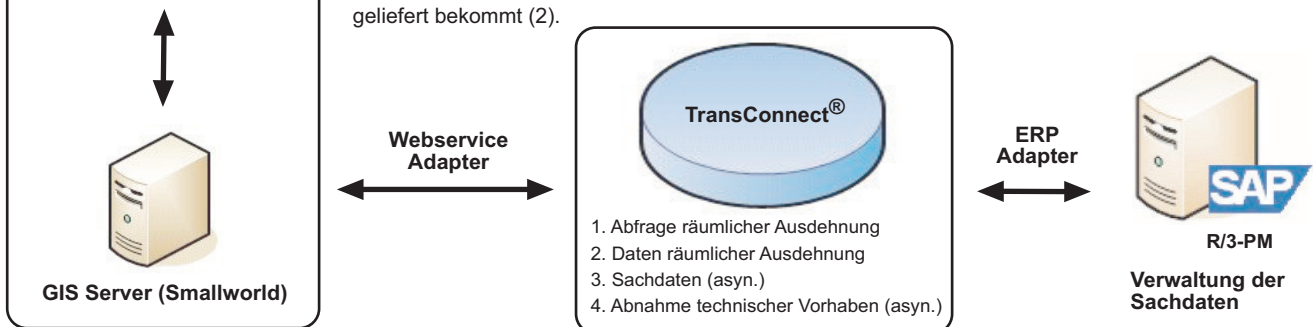 geliefert bekommt (2).
TransConnect®
Webservice
Adapter
ERP
Adapter
SAP
1. Abfrage räumlicher Ausdehnung
2. Daten räumlicher Ausdehnung
3. Sachdaten (asyn.)
4. Abnahme technischer Vorhaben (asyn.)
R/3-PM
GIS Server (Smallworld)
Verwaltung der
Sachdaten